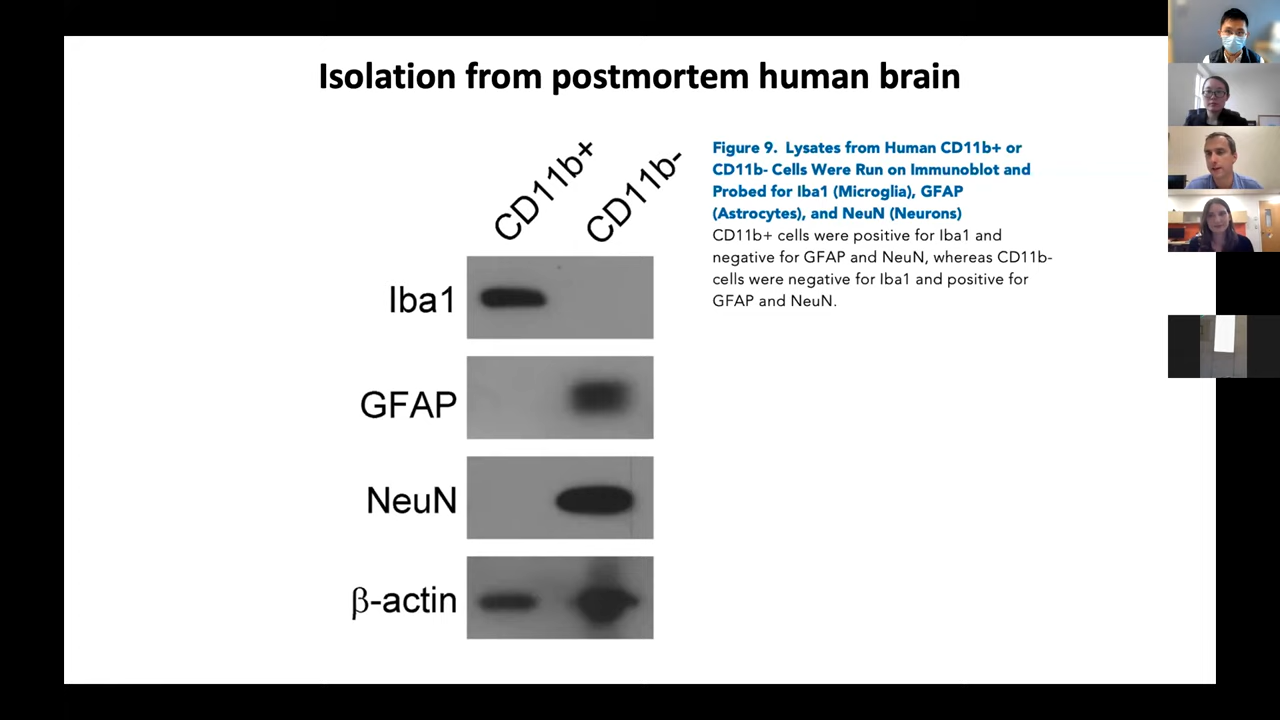 Isolation from postmortem human brain
CD11b+
CD11b-
Iba1
GFAP
NeuN
β-actin
Figure 9. Lysates from Human CD11b+ or
CD11b- Cells Were Run on Immunoblot and
Probed for Iba1 (Microglia), GFAP
(Astrocytes), and NeuN (Neurons)
CD11b+ cells were positive for Iba1 and
negative for GFAP and NeuN, whereas CD11b-
cells were negative for Iba1 and positive for
GFAP and NeuN.